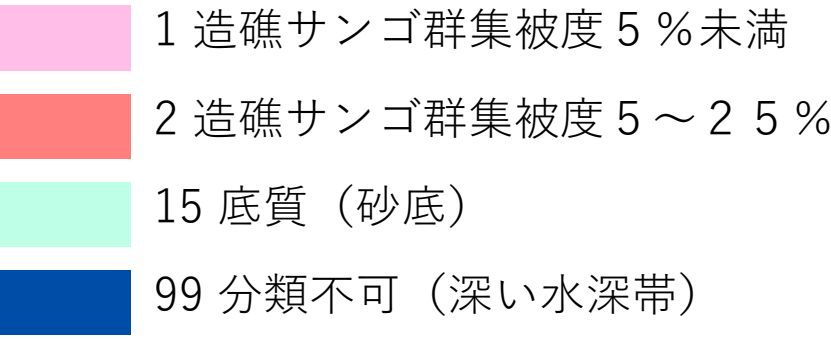 1 造礁サンゴ群集被度５％未満
2 造礁サンゴ群集被度５～２５％
15 底質（砂底）
99 分類不可（深い水深帯）